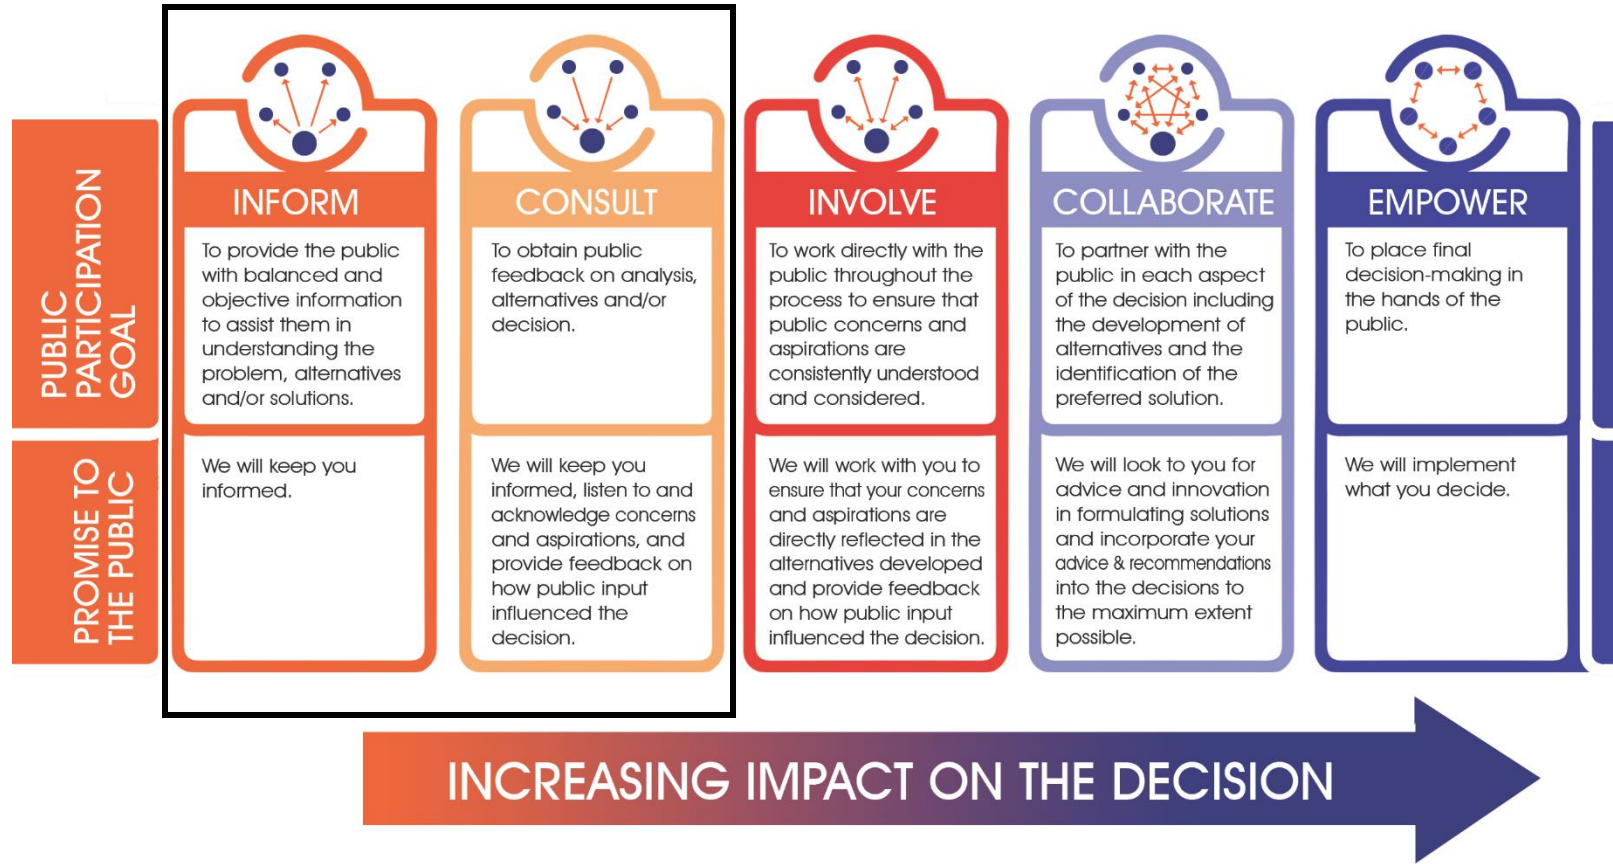 PUBLIC
PARTICIPATION
GOAL
PROMISE TO
THE PUBLIC
INFORM
To provide the public
with balanced and
objective information
to assist them in
understanding the
problem, alternatives
and/or solutions.
We will keep you
informed.
CONSULT
To obtain public
feedback on analysis,
alternatives and/or
decision.
We will keep you
informed, listen to and
acknowledge concerns
and aspirations, and
provide feedback on
how public input
influenced the
decision.
INVOLVE
To work directly with the
public throughout the
process to ensure that
public concerns and
aspirations are
consistently understood
and considered.
We will work with you to
ensure that your concerns
and aspirations are
directly reflected in the
alternatives developed
and provide feedback
on how public input
influenced the decision.
COLLABORATE
To partner with the
public in each aspect
of the decision including
the development of
alternatives and the
identification of the
preferred solution.
We will look to you for
advice and innovation
in formulating solutions
and incorporate your
advice & recommendations
into the decisions to
the maximum extent
possible.
EMPOWER
To place final
decision-making in
the hands of the
public.
We will implement
what you decide.
INCREASING IMPACT ON THE DECISION